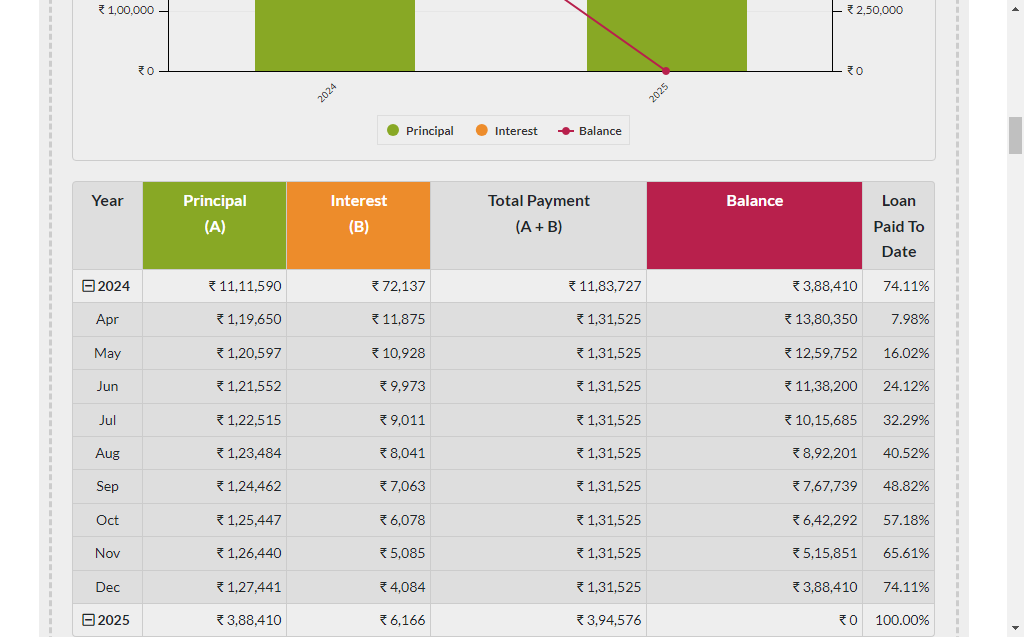 ₹ 1,00,000 ₹ 2,50,000
₹ 0 ₹ 0
2024 2025
Principal Interest Balance
Year Principal (A) Interest (B) Total Payment (A + B) Balance Loan Paid To Date
2024 ₹ 11,11,590 ₹ 72,137 ₹ 11,83,727 ₹ 3,88,410 74.11%
Apr ₹ 1,19,650 ₹ 11,875 ₹ 1,31,525 ₹ 13,80,350 7.98%
May ₹ 1,20,597 ₹ 10,928 ₹ 1,31,525 ₹ 12,59,752 16.02%
Jun ₹ 1,21,552 ₹ 9,973 ₹ 1,31,525 ₹ 11,38,200 24.12%
Jul ₹ 1,22,515 ₹ 9,011 ₹ 1,31,525 ₹ 10,15,685 32.29%
Aug ₹ 1,23,484 ₹ 8,041 ₹ 1,31,525 ₹ 8,92,201 40.52%
Sep ₹ 1,24,462 ₹ 7,063 ₹ 1,31,525 ₹ 7,67,739 48.82%
Oct ₹ 1,25,447 ₹ 6,078 ₹ 1,31,525 ₹ 6,42,292 57.18%
Nov ₹ 1,26,440 ₹ 5,085 ₹ 1,31,525 ₹ 5,15,851 65.61%
Dec ₹ 1,27,441 ₹ 4,084 ₹ 1,31,525 ₹ 3,88,410 74.11%
2025 ₹ 3,88,410 ₹ 6,166 ₹ 3,94,576 ₹ 0 100.00%